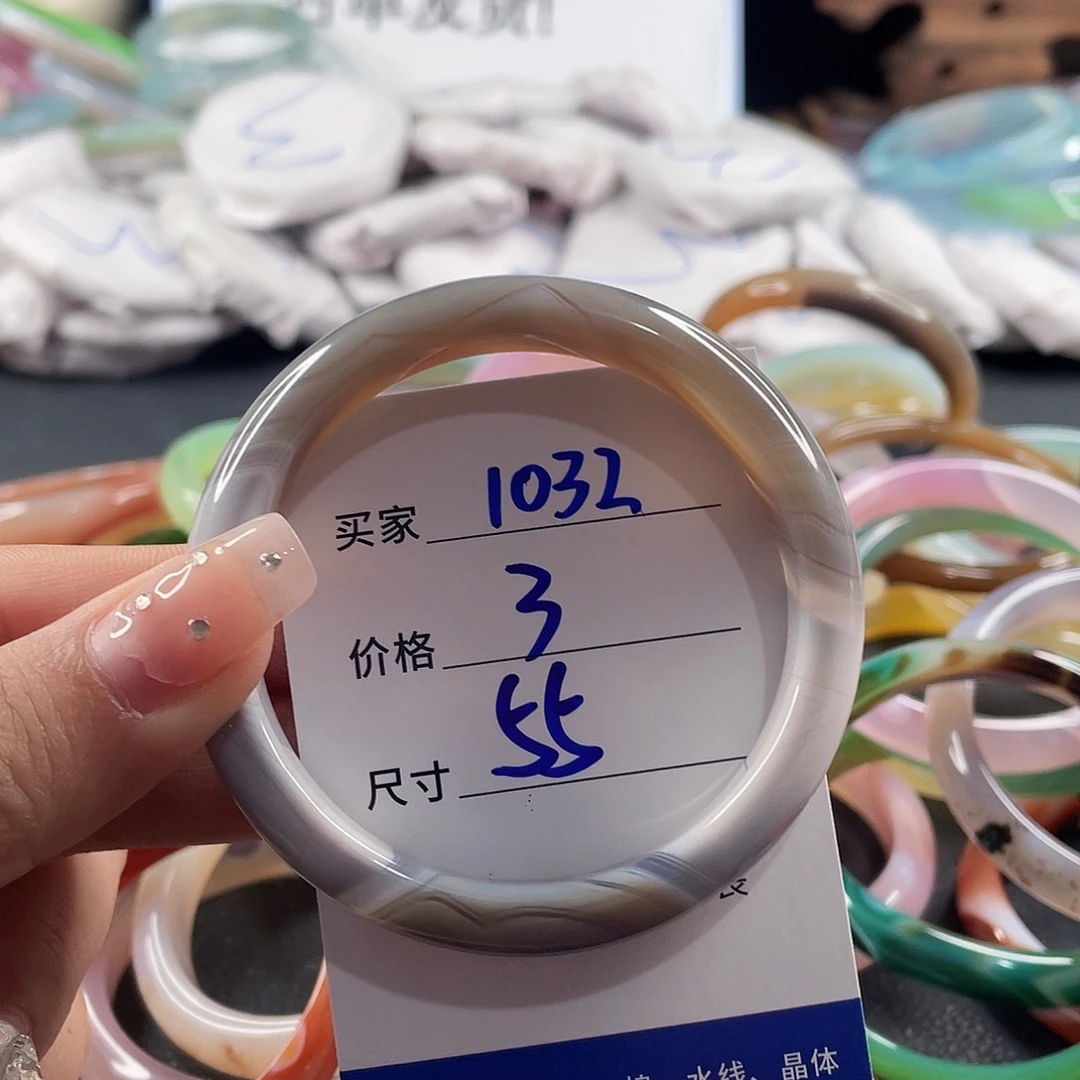 买家 1032
价格 3
尺寸 55
水线、晶体